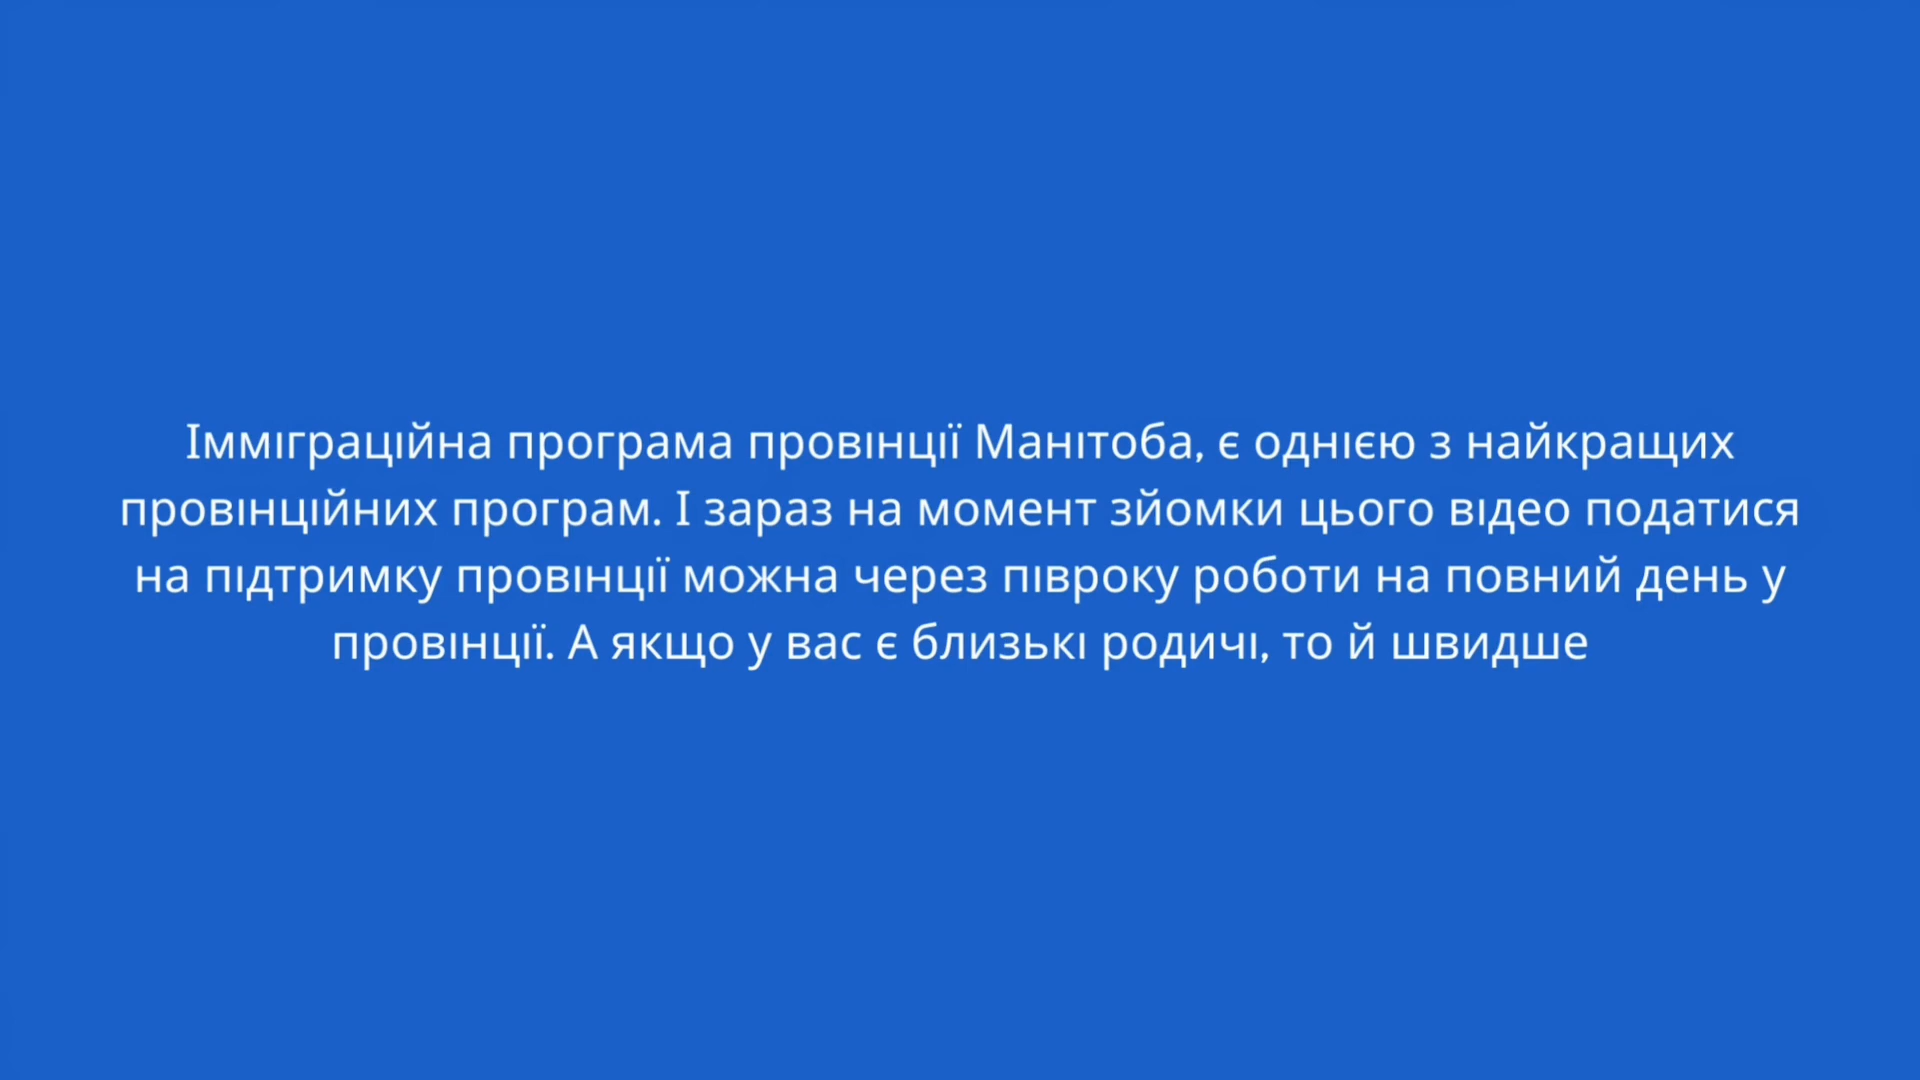 Імміграційна програма провінції Манітоба, є однією з найкращих
провінційних програм. І зараз на момент зйомки цього відео податися
на підтримку провінції можна через півроку роботи на повний день у
провінції. А якщо у вас є близькі родичі, то й швидше